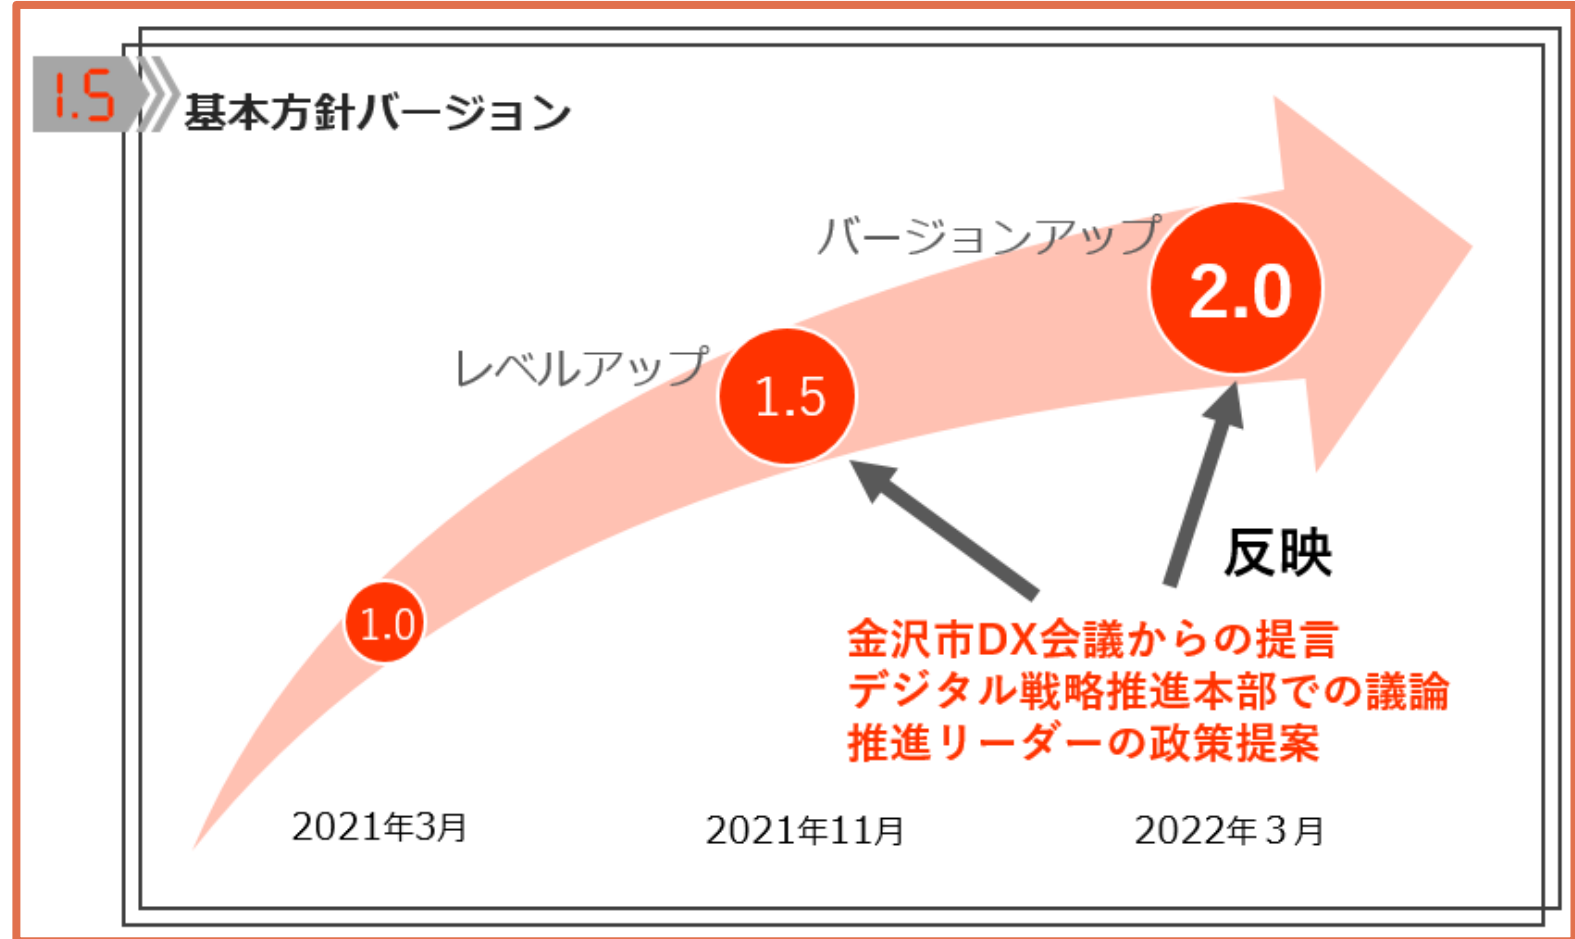 1.5
基本方針バージョン
バージョンアップ
2.0
レベルアップ
1.5
1.0
反映
金沢市DX会議からの提言
デジタル戦略推進本部での議論
推進リーダーの政策提案
2021年3月
2021年11月
2022年３月